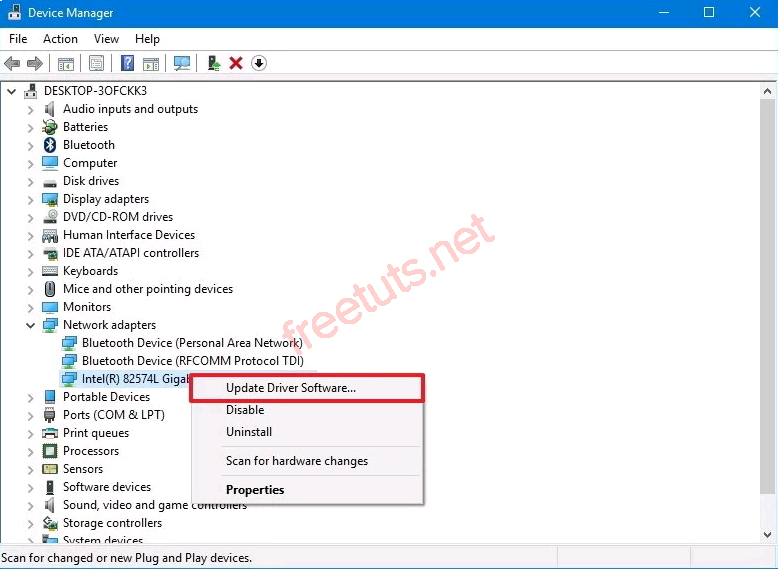 Device Manager
File Action View Help
DESKTOP-3OFCKK3
Audio inputs and outputs
Batteries
Bluetooth
Computer
Disk drives
Display adapters
DVD/CD-ROM drives
Human Interface Devices
IDE ATA/ATAPI controllers
Keyboards
Mice and other pointing devices
Monitors
Network adapters
Bluetooth Device (Personal Area Network)
Bluetooth Device (RFCOMM Protocol TDI)
Intel(R) 82574L Gigab
Update Driver Software...
Disable
Uninstall
Scan for hardware changes
Properties
Portable Devices
Ports (COM & LPT)
Print queues
Processors
Sensors
Software devices
Sound, video and game controllers
Storage controllers
System devices
Scan for changed or new Plug and Play devices.
freetuts.net